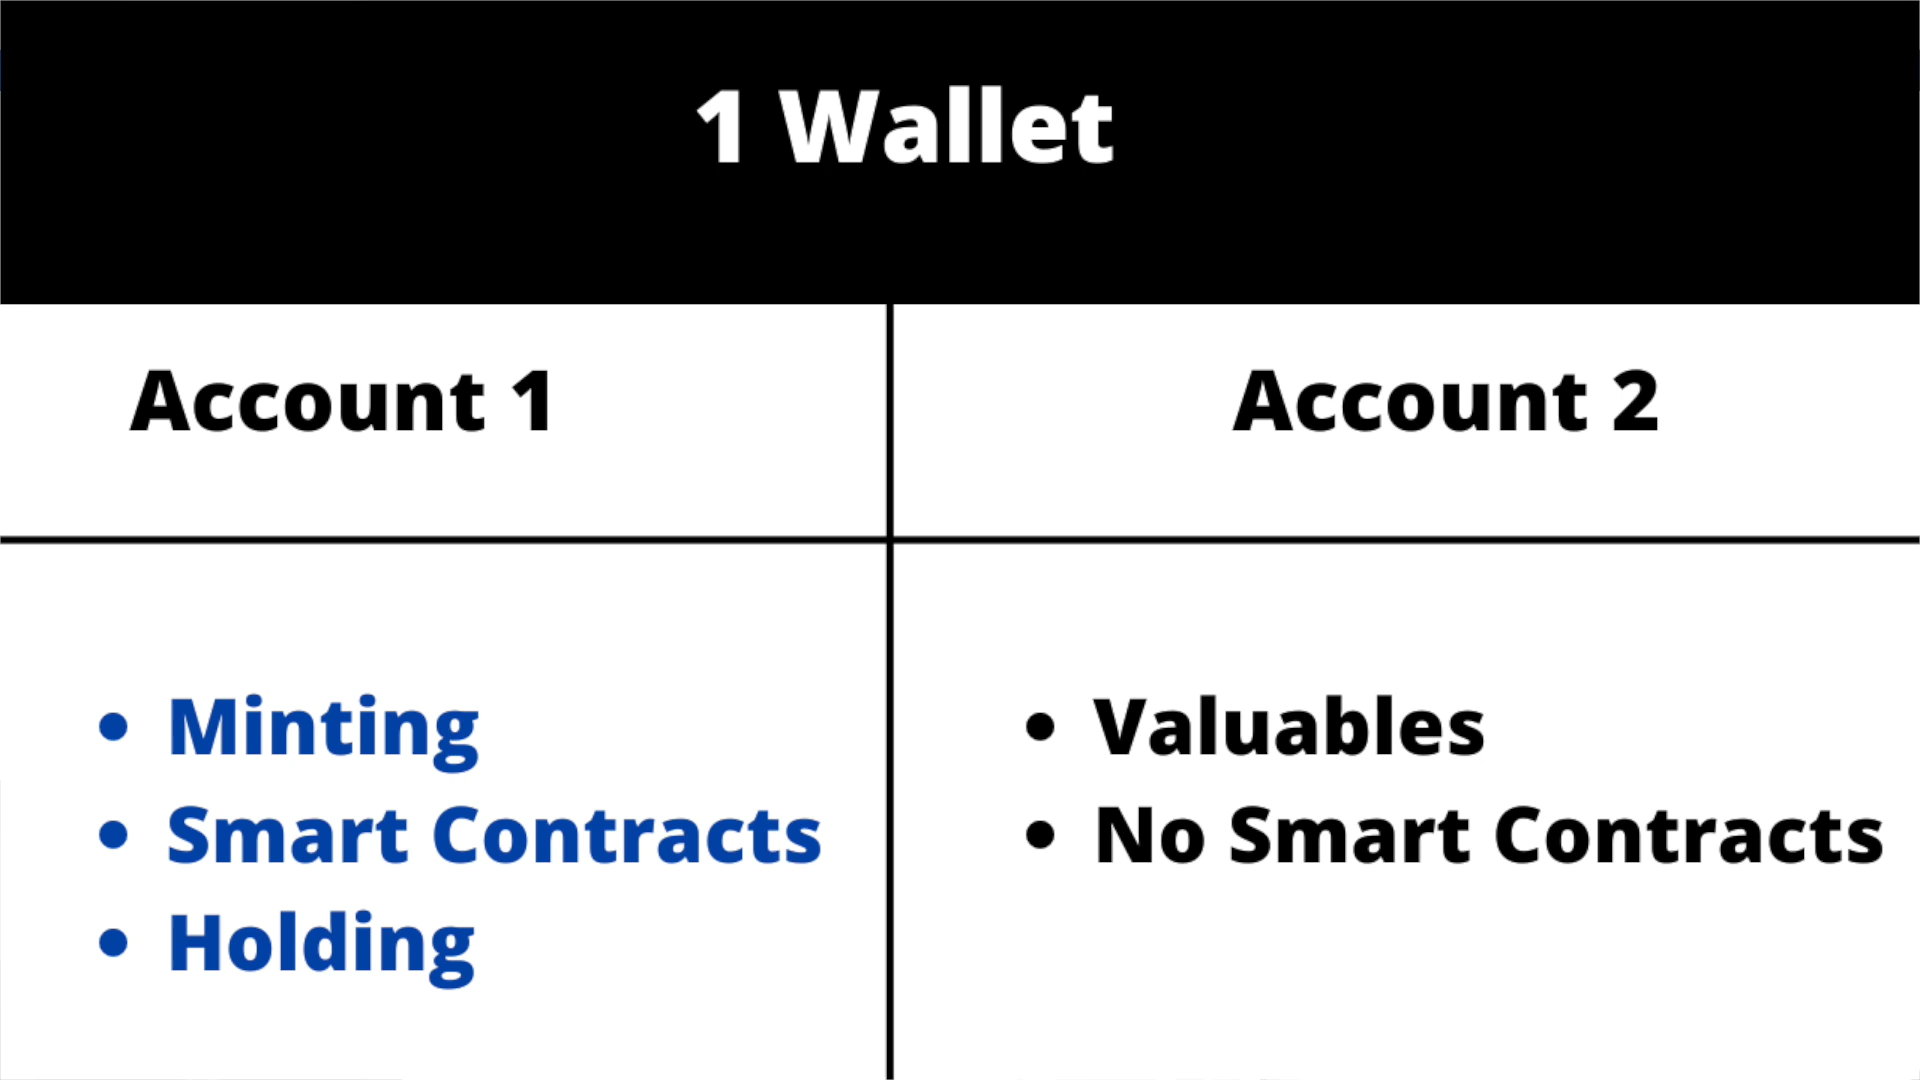 1 Wallet
Account 1
Account 2
• Minting
• Smart Contracts
• Holding
• Valuables
• No Smart Contracts